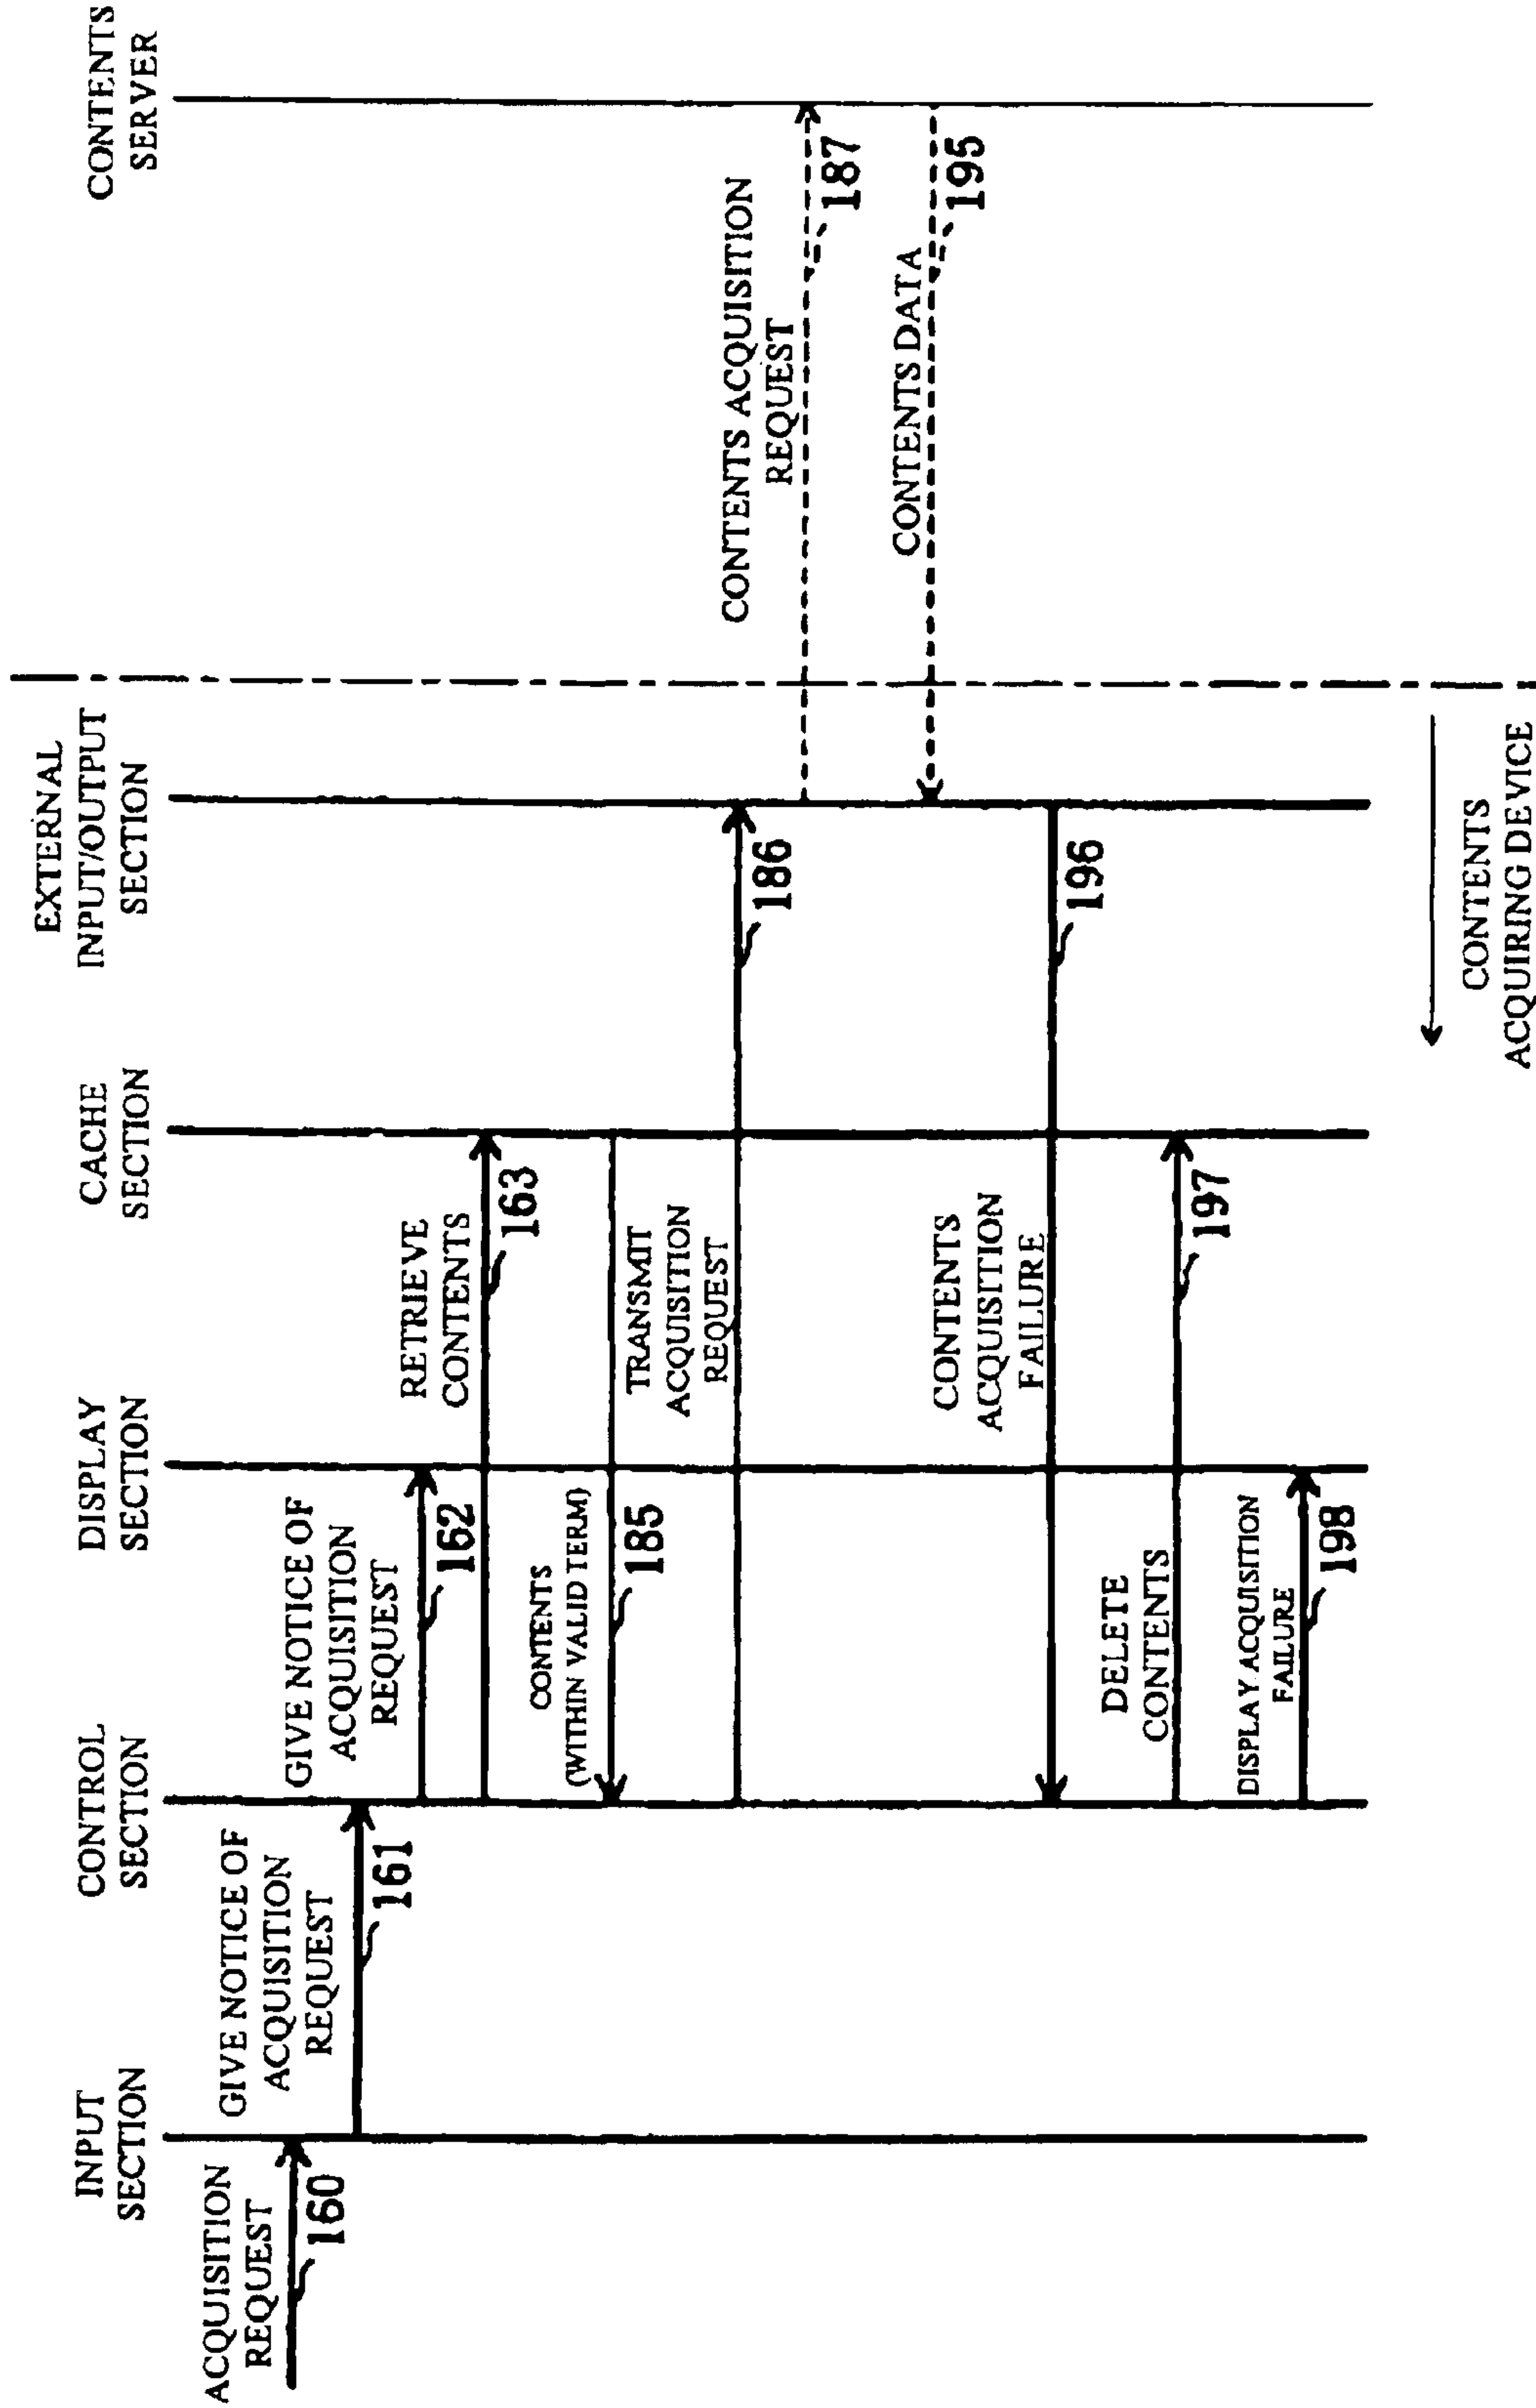 INPUT
SECTION
CONTROL
SECTION
DISPLAY
SECTION
CACHE
SECTION
EXTERNAL
INPUT/OUTPUT
SECTION
CONTENTS
SERVER
ACQUISITION
REQUEST
160
GIVE NOTICE OF
ACQUISITION
REQUEST
161
GIVE NOTICE OF
ACQUISITION
REQUEST
162
RETRIEVE
CONTENTS
163
CONTENTS
(WITHIN VALID TERM)
185
TRANSMIT
ACQUISITION
REQUEST
186
CONTENTS ACQUISITION
REQUEST
187
CONTENTS DATA
195
CONTENTS
ACQUISITION
FAILURE
196
DELETE
CONTENTS
197
DISPLAY ACQUISITION
FAILURE
198
CONTENTS
ACQUIRING DEVICE